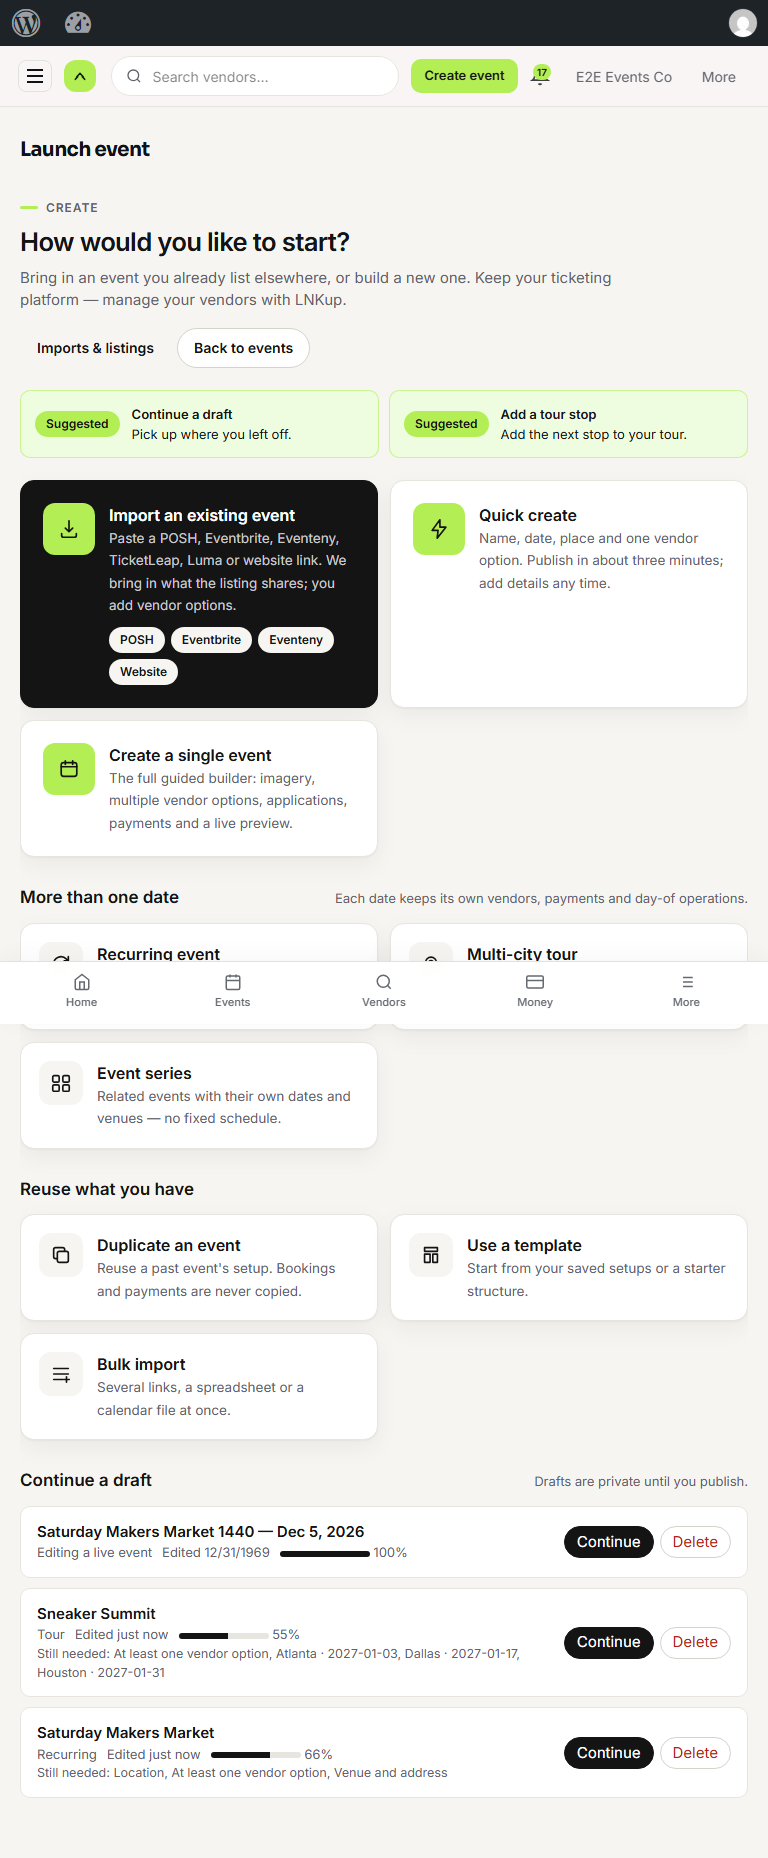 Search vendors...
Create event
17
E2E Events Co
More
Launch event
CREATE
How would you like to start?
Bring in an event you already list elsewhere, or build a new one. Keep your ticketing
platform — manage your vendors with LNKup.
Imports & listings
Back to events
Suggested
Continue a draft
Pick up where you left off.
Suggested
Add a tour stop
Add the next stop to your tour.
Import an existing event
Paste a POSH, Eventbrite, Eventeny,
TicketLeap, Luma or website link. We
bring in what the listing shares; you
add vendor options.
POSH
Eventbrite
Eventeny
Website
Quick create
Name, date, place and one vendor
option. Publish in about three minutes;
add details any time.
Create a single event
The full guided builder: imagery,
multiple vendor options, applications,
payments and a live preview.
More than one date
Each date keeps its own vendors, payments and day-of operations.
Recurring event
Multi-city tour
Home
Events
Vendors
Money
More
Event series
Related events with their own dates and
venues — no fixed schedule.
Reuse what you have
Duplicate an event
Reuse a past event's setup. Bookings
and payments are never copied.
Use a template
Start from your saved setups or a starter
structure.
Bulk import
Several links, a spreadsheet or a
calendar file at once.
Continue a draft
Drafts are private until you publish.
Saturday Makers Market 1440 — Dec 5, 2026
Editing a live event Edited 12/31/1969 100%
Continue
Delete
Sneaker Summit
Tour Edited just now 55%
Still needed: At least one vendor option, Atlanta · 2027-01-03, Dallas · 2027-01-17,
Houston · 2027-01-31
Continue
Delete
Saturday Makers Market
Recurring Edited just now 66%
Still needed: Location, At least one vendor option, Venue and address
Continue
Delete